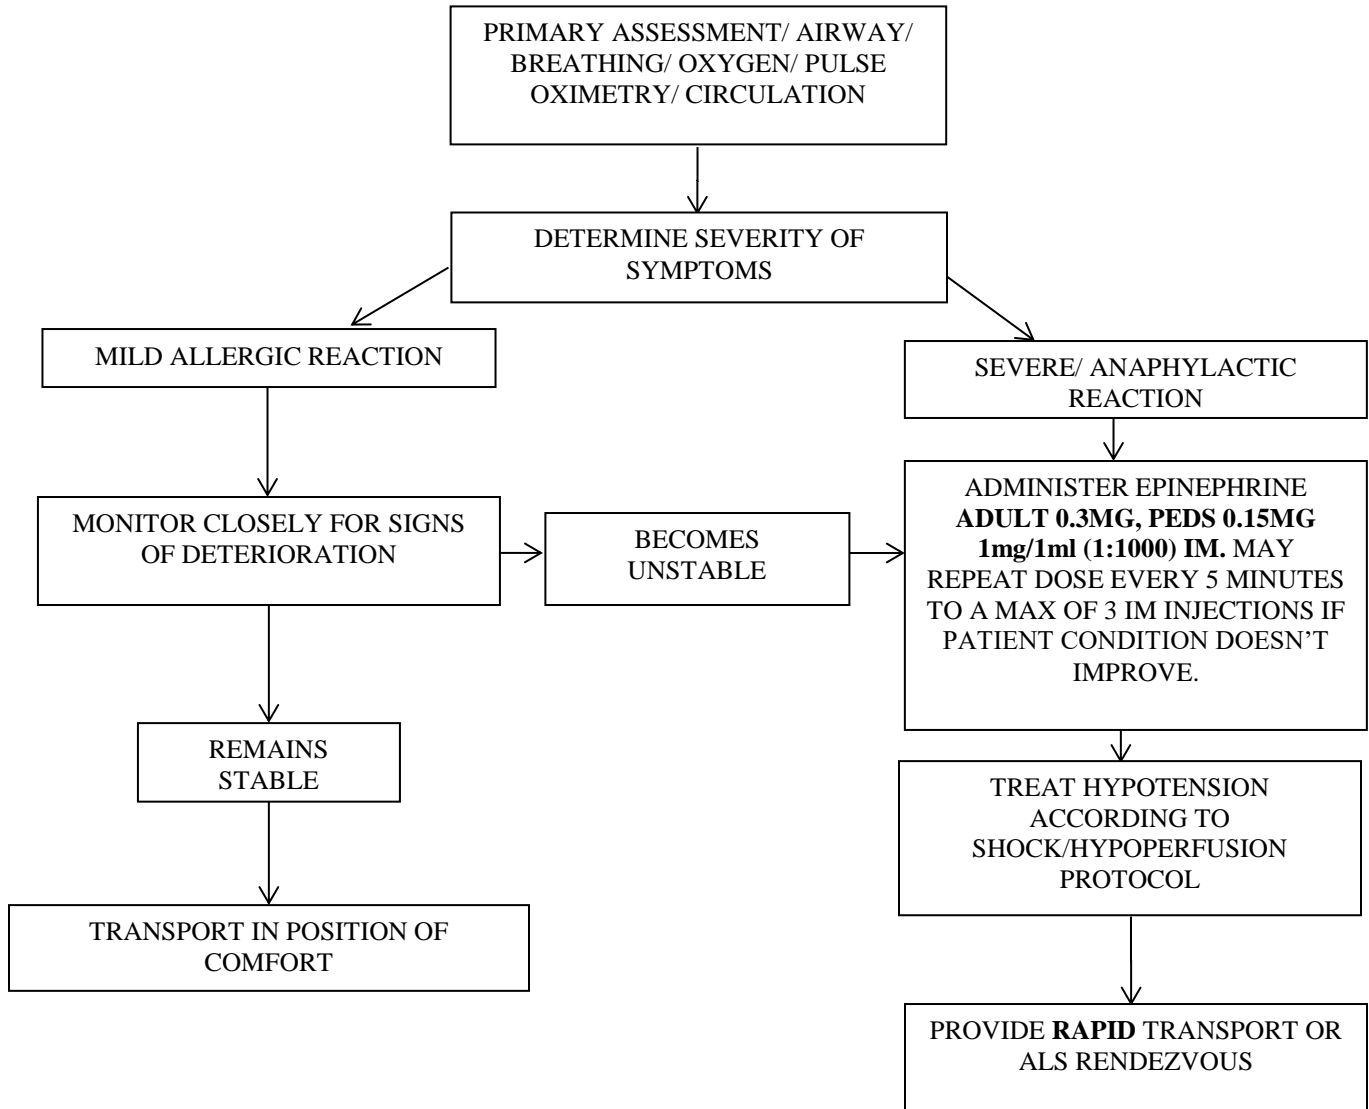 PRIMARY ASSESSMENT/ AIRWAY/
BREATHING/ OXYGEN/ PULSE
OXIMETRY/ CIRCULATION
DETERMINE SEVERITY OF
SYMPTOMS
MILD ALLERGIC REACTION
SEVERE/ ANAPHYLACTIC
REACTION
MONITOR CLOSELY FOR SIGNS
OF DETERIORATION
BECOMES
UNSTABLE
ADMINISTER EPINEPHRINE
ADULT 0.3MG, PEDS 0.15MG
1mg/1ml (1:1000) IM. MAY
REPEAT DOSE EVERY 5 MINUTES
TO A MAX OF 3 IM INJECTIONS IF
PATIENT CONDITION DOESN’T
IMPROVE.
REMAINS
STABLE
TREAT HYPOTENSION
ACCORDING TO
SHOCK/HYPOPERFUSION
PROTOCOL
TRANSPORT IN POSITION OF
COMFORT
PROVIDE RAPID TRANSPORT OR
ALS RENDEZVOUS